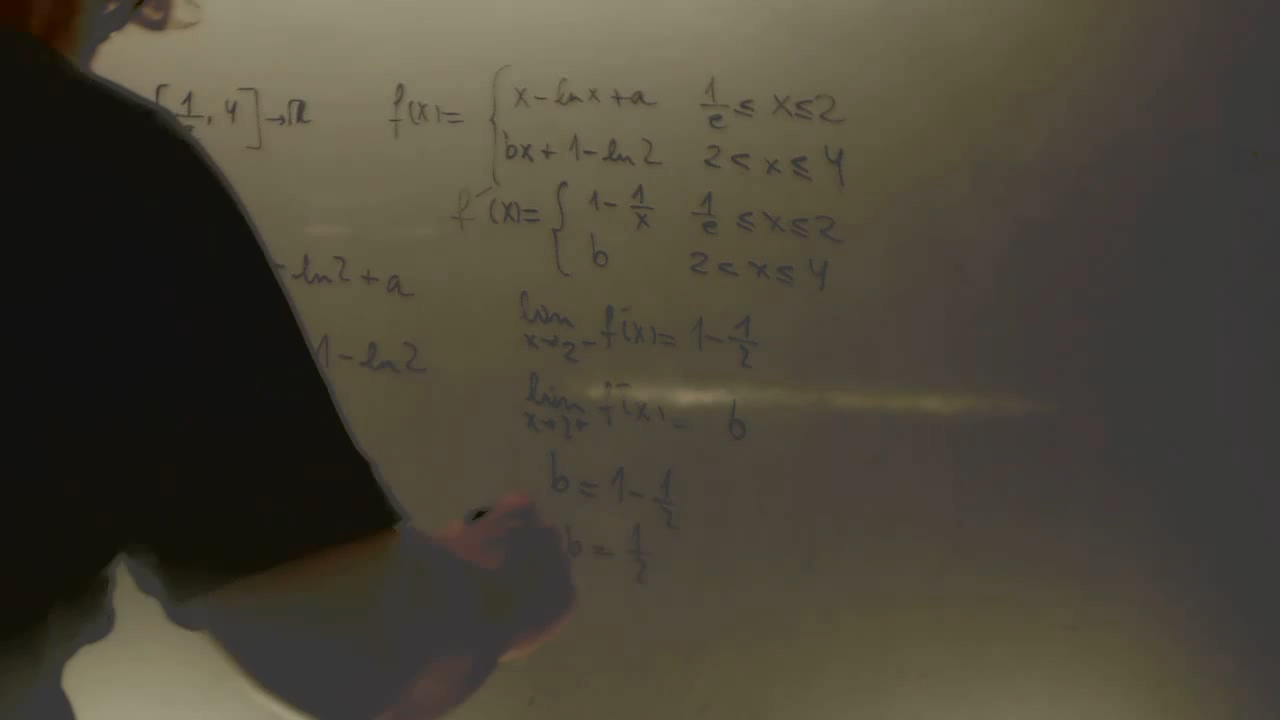 [1/, 4] → ℝ f(x) = { x - ln x + a 1/e ≤ x ≤ 2
bx + 1 - ln 2 2 < x ≤ 4
f'(x) = { 1 - 1/x 1/e ≤ x ≤ 2
b 2 < x ≤ 4
- ln 2 + a
lim x→2- f'(x) = 1 - 1/2
1 - ln 2
lim x→2+ f'(x) = b
b = 1 - 1/2
b = 1/2